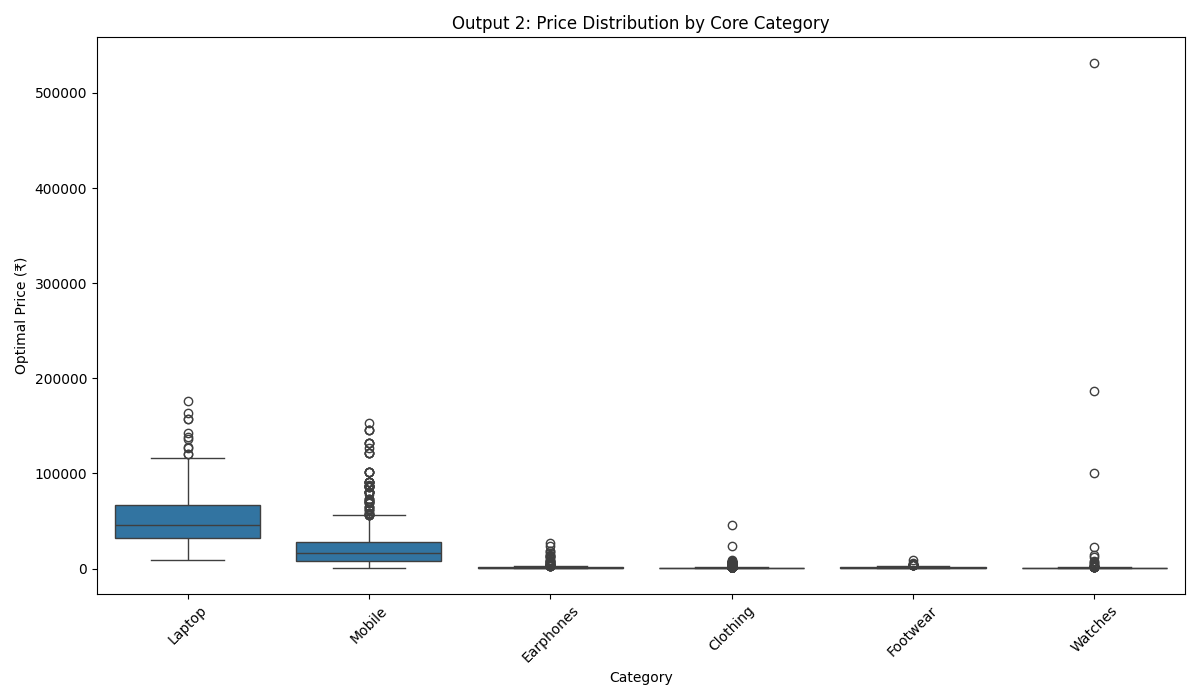 Output 2: Price Distribution by Core Category
Optimal Price (₹)
500000
400000
300000
200000
100000
0
Laptop
Mobile
Earphones
Clothing
Footwear
Watches
Category